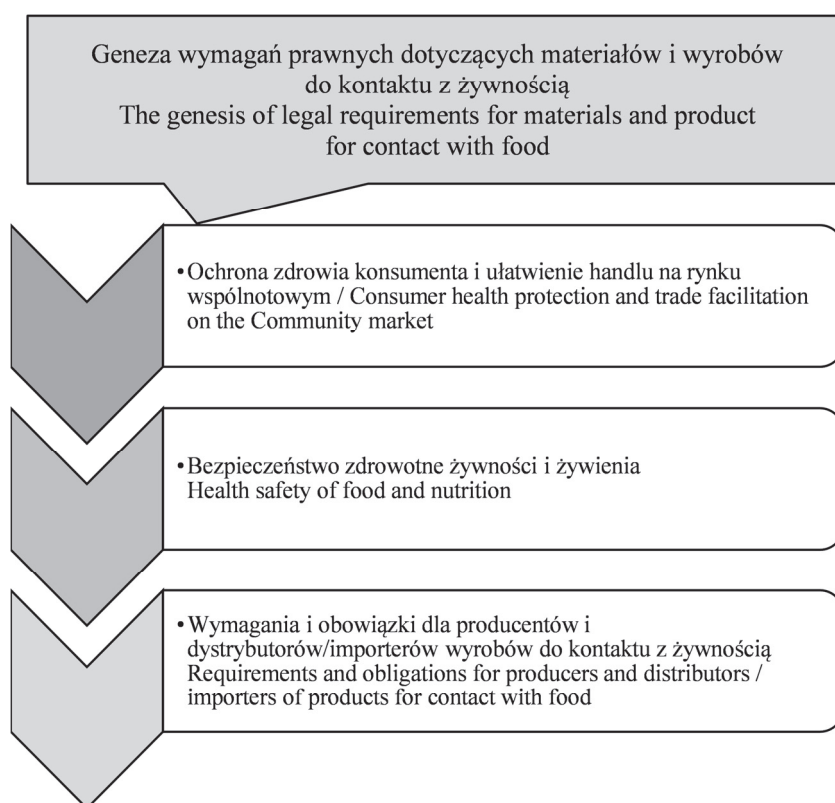 Geneza wymagań prawnych dotyczących materiałów i wyrobów
do kontaktu z żywnością
The genesis of legal requirements for materials and product
for contact with food
•Ochrona zdrowia konsumenta i ułatwienie handlu na rynku
wspólnotowym / Consumer health protection and trade facilitation
on the Community market
•Bezpieczeństwo zdrowotne żywności i żywienia
Health safety of food and nutrition
•Wymagania i obowiązki dla producentów i
dystrybutorów/importerów wyrobów do kontaktu z żywnością
Requirements and obligations for producers and distributors /
importers of products for contact with food